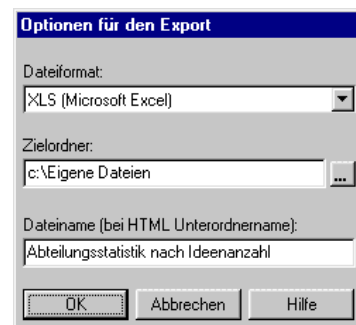 Optionen für den Export
Dateiformat:
XLS (Microsoft Excel)
Zielordner:
c:\Eigene Dateien
...
Dateiname (bei HTML Unterordnername):
Abteilungsstatistik nach Ideenanzahl
OK Abbrechen Hilfe